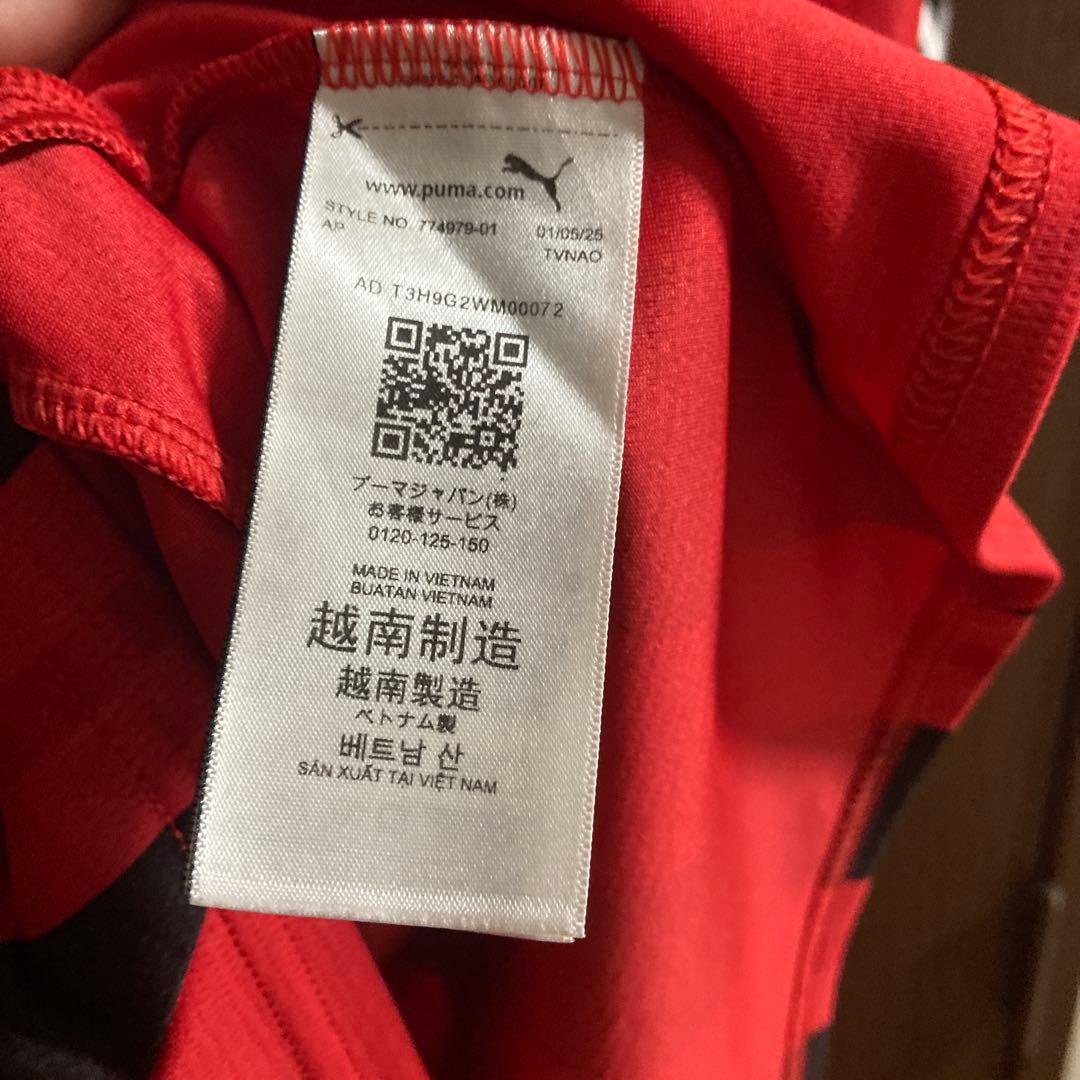 www.puma.com
STYLE NO. 774979-01 01/05/25
AP TVNAO
AD T3H9G2WM00072
プーマジャパン(株)
お客様サービス
0120-125-150
MADE IN VIETNAM
BUATAN VIETNAM
越南制造
越南製造
ベトナム製
베트남 산
SẢN XUẤT TẠI VIỆT NAM